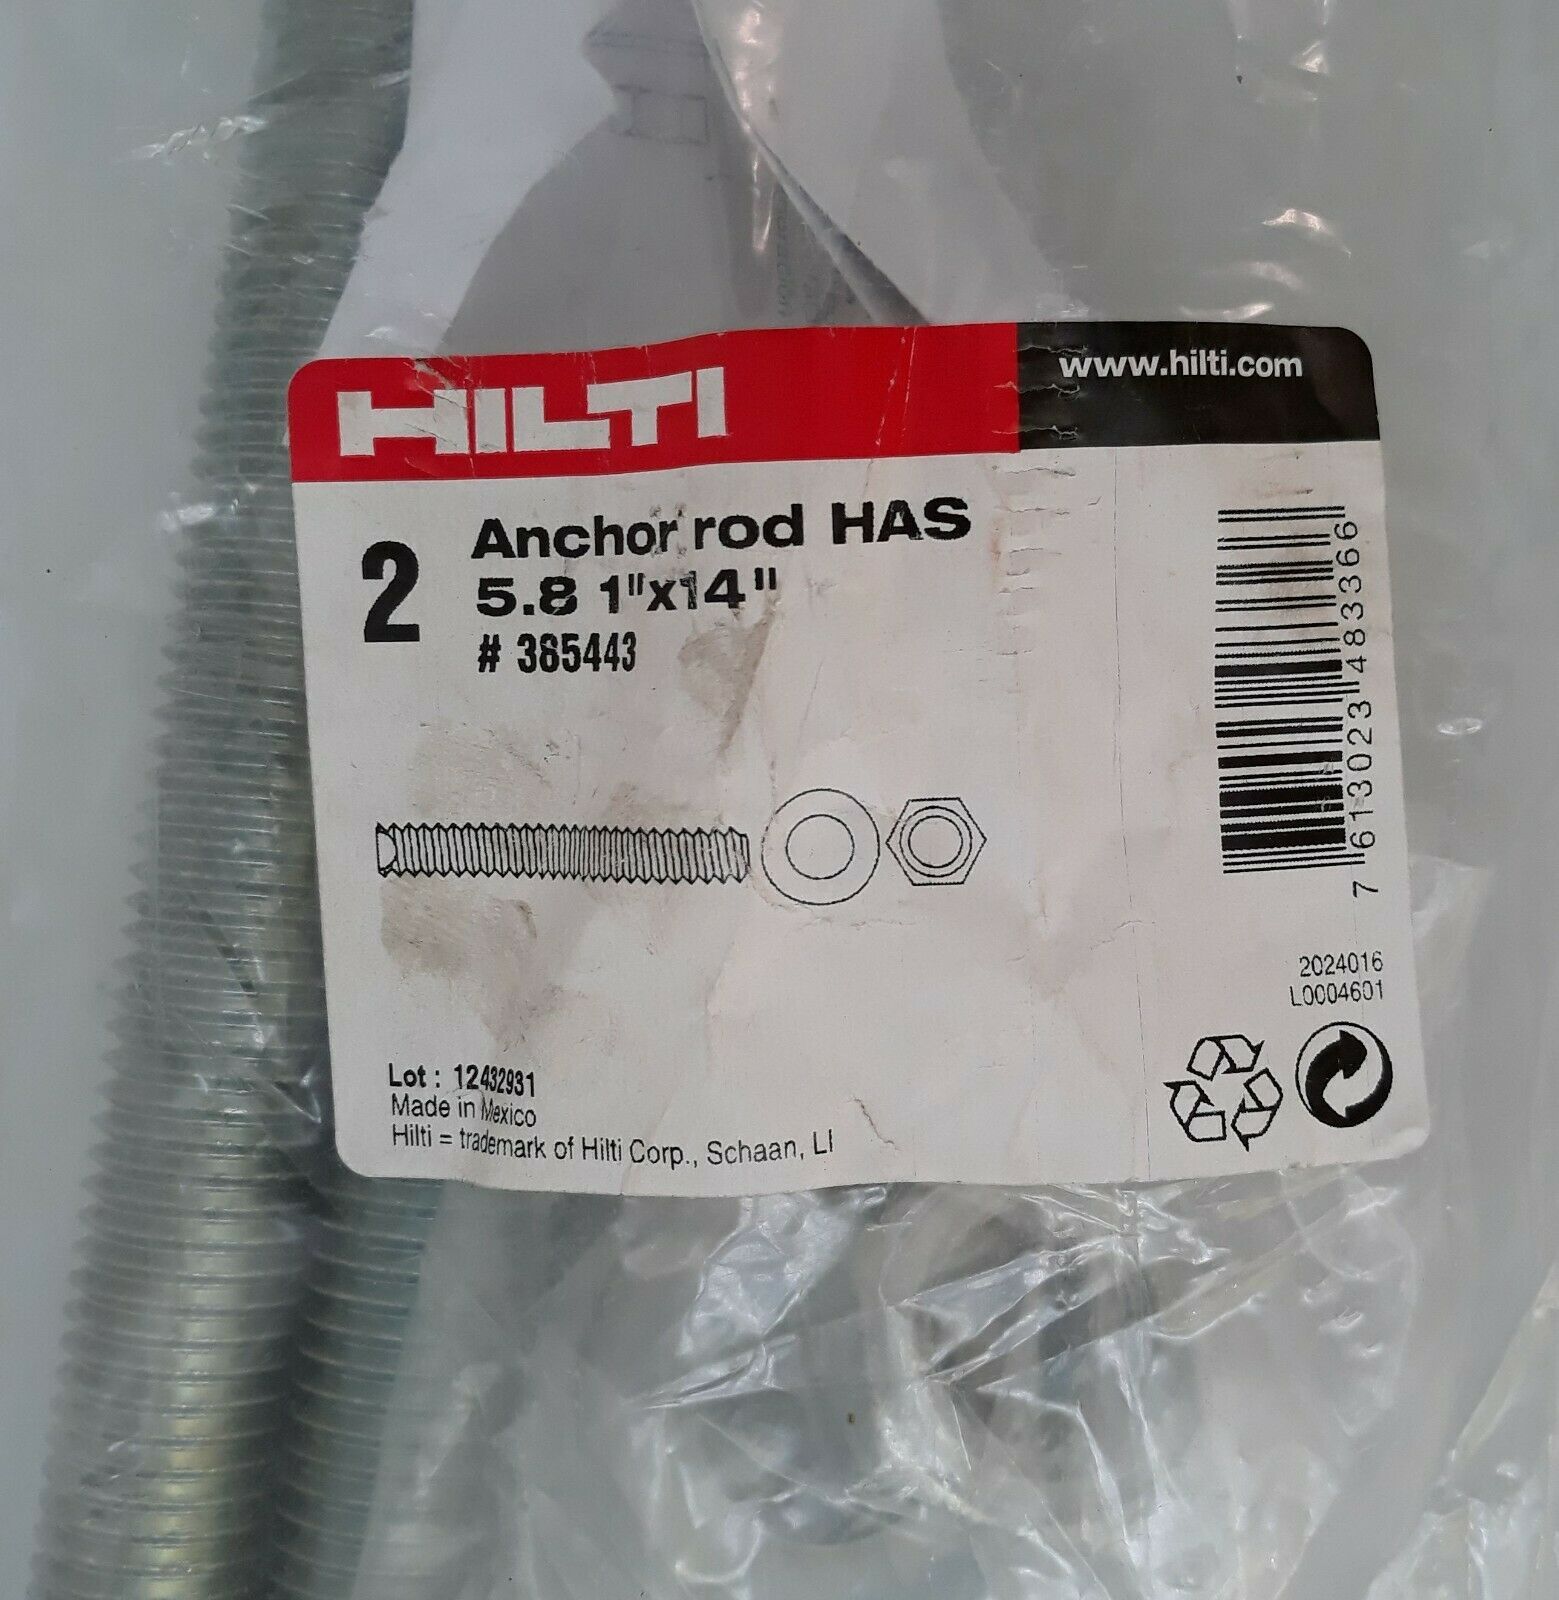 HILTI
www.hilti.com
2
Anchor rod HAS
5.8 1"x14"
# 385443
7 613023 483366
2024016
L0004601
Lot : 12432931
Made in Mexico
Hilti = trademark of Hilti Corp., Schaan, LI